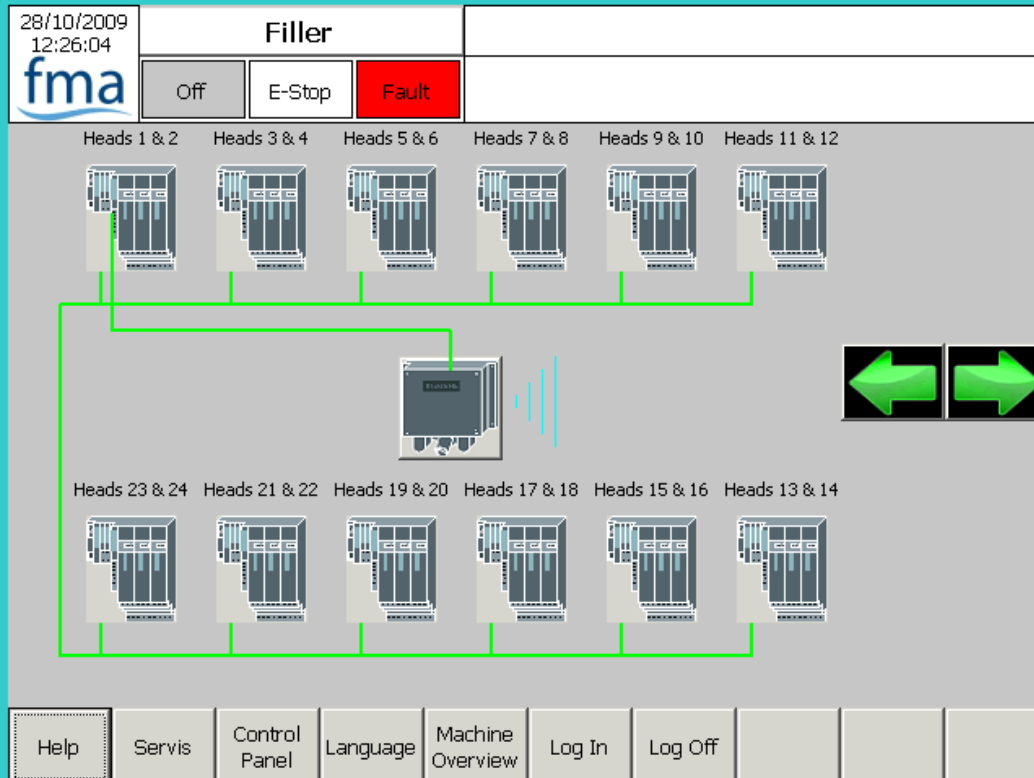 28/10/2009
12:26:04
fma
Filler
Off
E-Stop
Fault
Heads 1 & 2
Heads 3 & 4
Heads 5 & 6
Heads 7 & 8
Heads 9 & 10
Heads 11 & 12
Heads 23 & 24
Heads 21 & 22
Heads 19 & 20
Heads 17 & 18
Heads 15 & 16
Heads 13 & 14
Help
Servis
Control
Panel
Language
Machine
Overview
Log In
Log Off